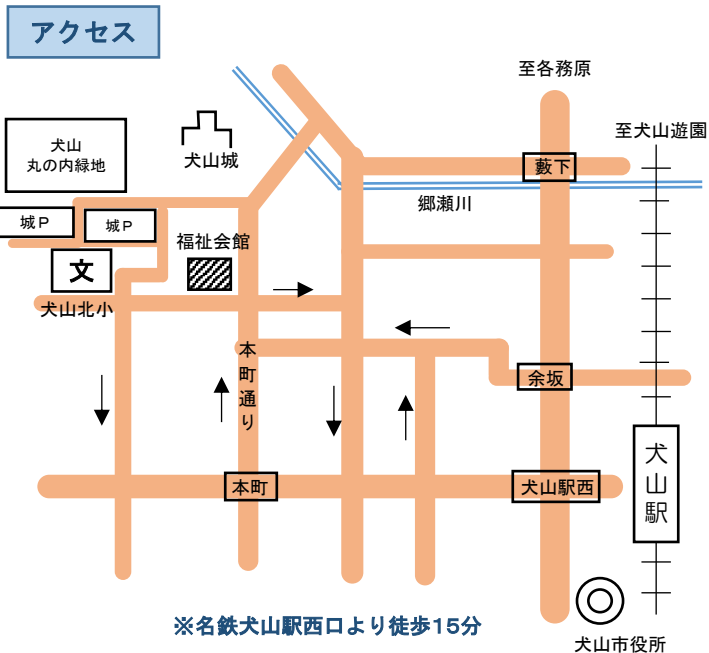 アクセス
至各務原
至犬山遊園
犬山
丸の内緑地
犬山城
藪下
郷瀬川
城P
城P
福祉会館
文
犬山北小
本町通り
余坂
犬山駅
本町
犬山駅西
※名鉄犬山駅西口より徒歩15分
犬山市役所